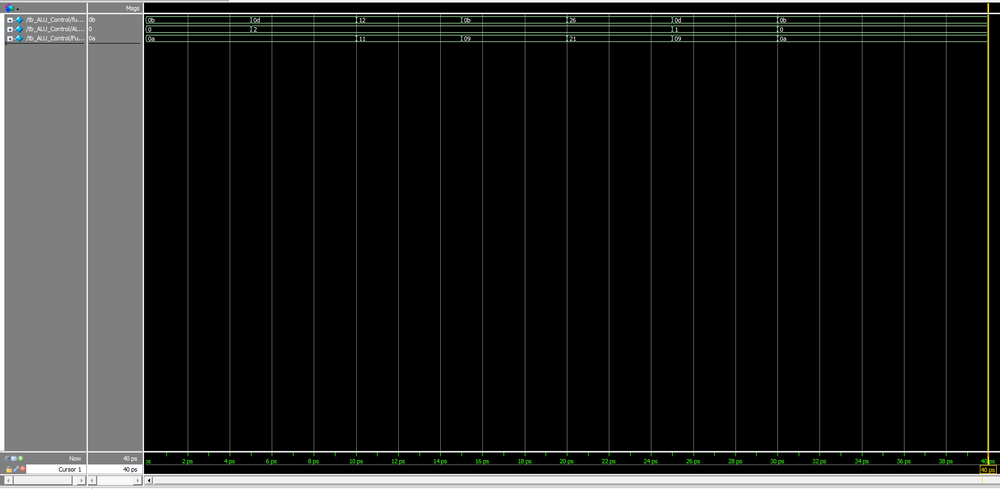 Msgs
/tb_ALU_Control/fu... 0b 0b 0d 12 0b 26 0d 0b
/tb_ALU_Control/AL... 0 0 2 1 0
/tb_ALU_Control/Fu... 0a 0a 11 09 21 09 0a
Now 40 ps ps 2 ps 4 ps 6 ps 8 ps 10 ps 12 ps 14 ps 16 ps 18 ps 20 ps 22 ps 24 ps 26 ps 28 ps 30 ps 32 ps 34 ps 36 ps 38 ps 40 ps
Cursor 1 40 ps 40 ps